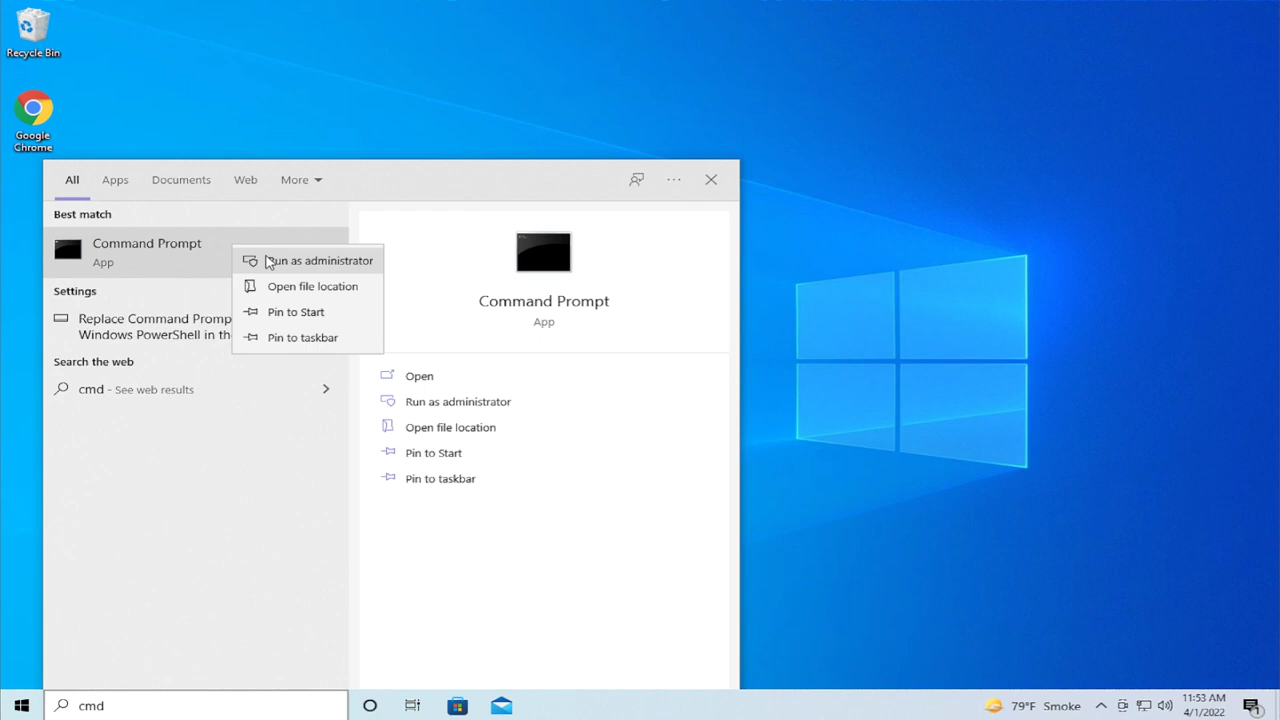 Recycle Bin
Google
Chrome
All
Apps
Documents
Web
More
Best match
Command Prompt
App
Run as administrator
Open file location
Pin to Start
Pin to taskbar
Settings
Replace Command Promp
Windows PowerShell in the
Search the web
cmd - See web results
Command Prompt
App
Open
Run as administrator
Open file location
Pin to Start
Pin to taskbar
cmd
79°F Smoke
11:53 AM
4/1/2022
1